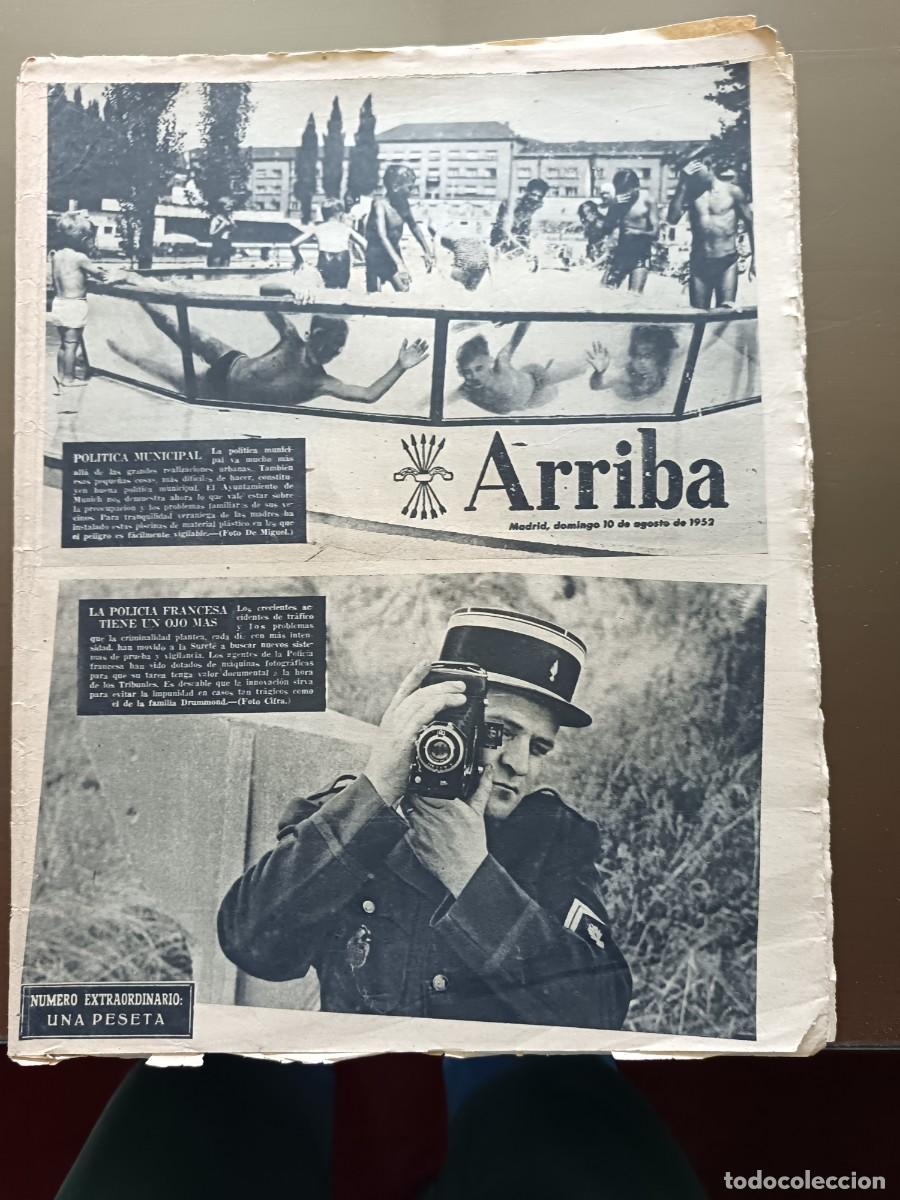 POLITICA MUNICIPAL La política munici-
pal va mucho más
allá de las grandes realizaciones urbanas. También
esas pequeñas cosas, más difíciles de hacer, constitu-
yen buena política municipal. El Ayuntamiento de
Munich nos demuestra ahora lo que vale estar sobre
la preocupación y los problemas familiares de sus ve-
cinos. Para tranquilidad veraniega de las madres ha
instalado estas piscinas de material plástico en las que
el peligro es fácilmente vigilable.—(Foto De Miguel.)
Arriba
Madrid, domingo 10 de agosto de 1952
LA POLICIA FRANCESA
TIENE UN OJO MAS
Los crecientes ac-
cidentes de tráfico
y los problemas
que la criminalidad plantea, cada día con más inten-
sidad, han movido a la Sureté a buscar nuevos siste-
mas de prueba y vigilancia. Los agentes de la Policía
francesa han sido dotados de máquinas fotográficas
para que su tarea tenga valor documental a la hora
de los Tribunales. Es deseable que la innovación sirva
para evitar la impunidad en casos tan trágicos como
el de la familia Drummond.—(Foto Cifra.)
NUMERO EXTRAORDINARIO:
UNA PESETA
todocoleccion